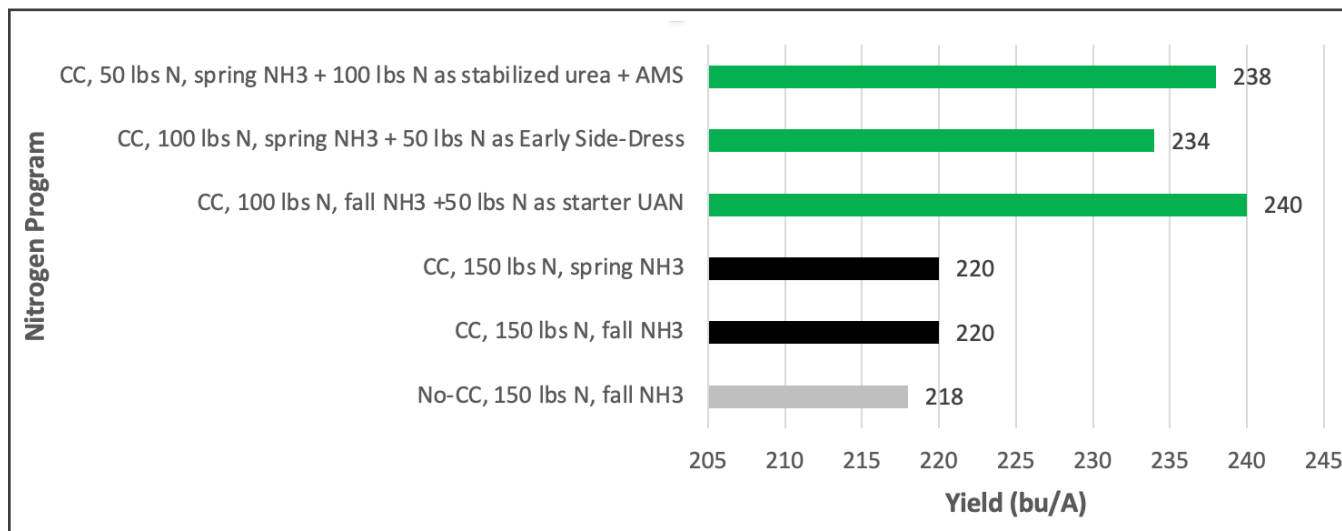 CC, 50 lbs N, spring NH3 + 100 lbs N as stabilized urea + AMS
238
CC, 100 lbs N, spring NH3 + 50 lbs N as Early Side-Dress
234
CC, 100 lbs N, fall NH3 +50 lbs N as starter UAN
240
CC, 150 lbs N, spring NH3
220
CC, 150 lbs N, fall NH3
220
No-CC, 150 lbs N, fall NH3
218
Nitrogen Program
205 210 215 220 225 230 235 240 245
Yield (bu/A)